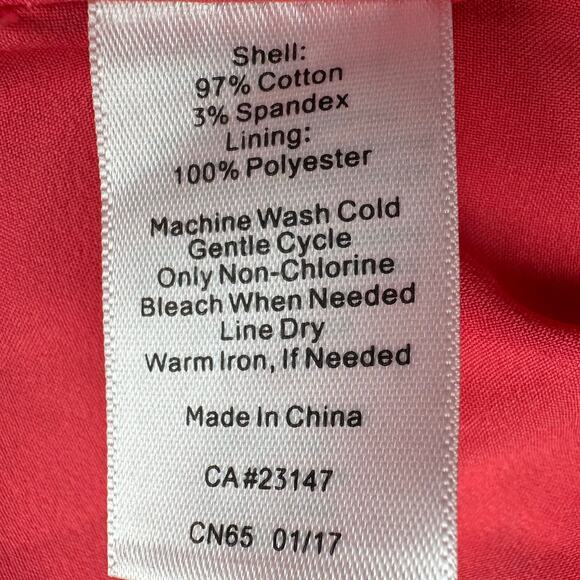 Shell:
97% Cotton
3% Spandex
Lining:
100% Polyester
Machine Wash Cold
Gentle Cycle
Only Non-Chlorine
Bleach When Needed
Line Dry
Warm Iron, If Needed
Made In China
CA#23147
CN65 01/17